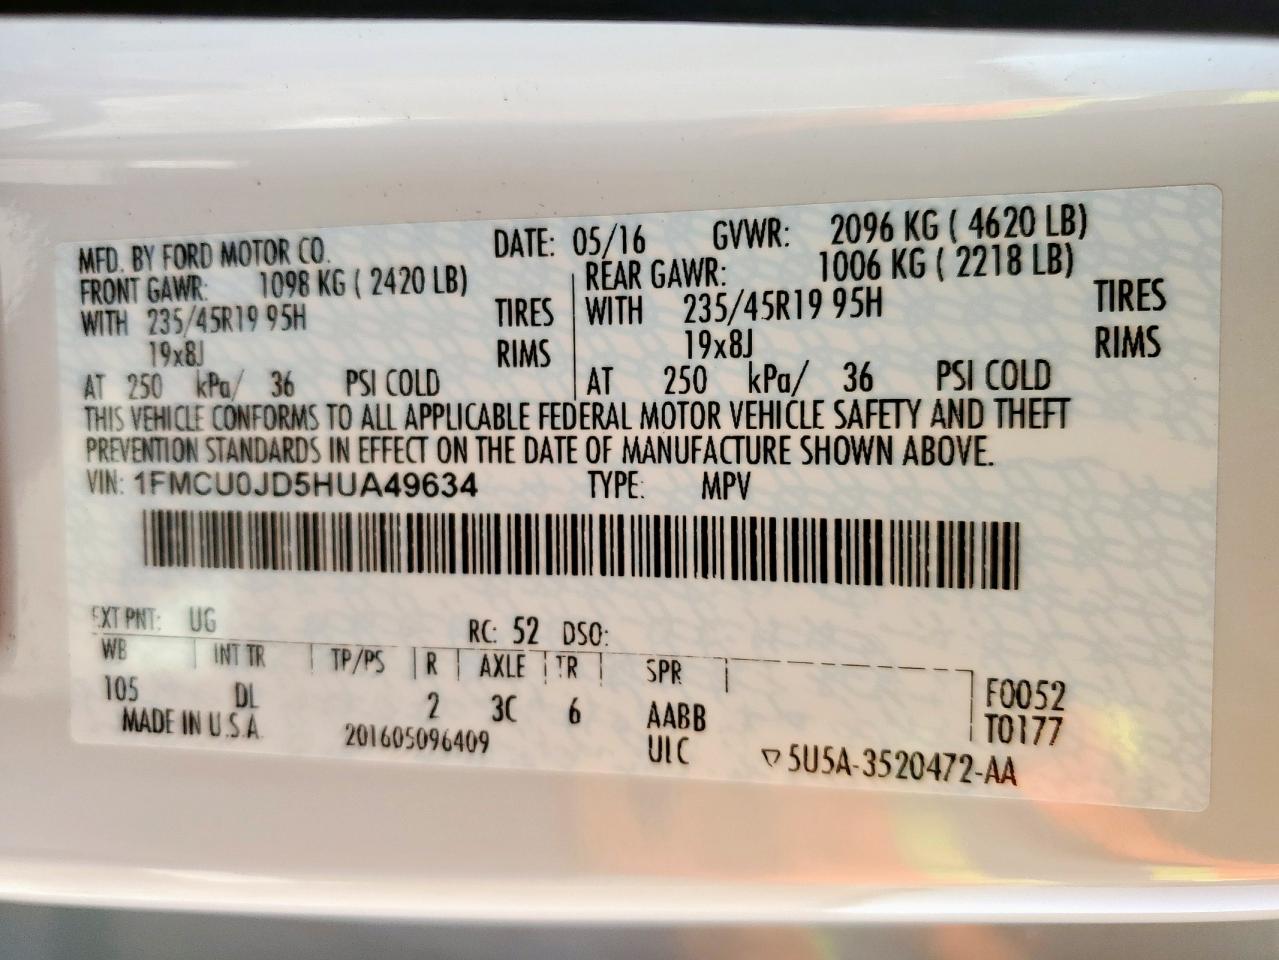 MFD. BY FORD MOTOR CO. DATE: 05/16 GVWR: 2096 KG ( 4620 LB)
FRONT GAWR: 1098 KG ( 2420 LB) REAR GAWR: 1006 KG ( 2218 LB)
WITH 235/45R19 95H TIRES WITH 235/45R19 95H TIRES
19x8J RIMS 19x8J RIMS
AT 250 kPa/ 36 PSI COLD AT 250 kPa/ 36 PSI COLD
THIS VEHICLE CONFORMS TO ALL APPLICABLE FEDERAL MOTOR VEHICLE SAFETY AND THEFT
PREVENTION STANDARDS IN EFFECT ON THE DATE OF MANUFACTURE SHOWN ABOVE.
VIN: 1FMCU0JD5HUA49634 TYPE: MPV
EXT PNT: UG RC: 52 DSO:
WB INT TR TP/PS R AXLE TR SPR
105 DL 2 3C 6 AABB F0052
MADE IN U.S.A. 201605096409 UIC T0177
5U5A-3520472-AA